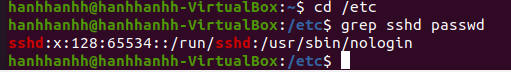 hanhhanhh@hanhhanhh-VirtualBox:~$ cd /etc
hanhhanhh@hanhhanhh-VirtualBox:/etc$ grep sshd passwd
sshd:x:128:65534::/run/sshd:/usr/sbin/nologin
hanhhanhh@hanhhanhh-VirtualBox:/etc$